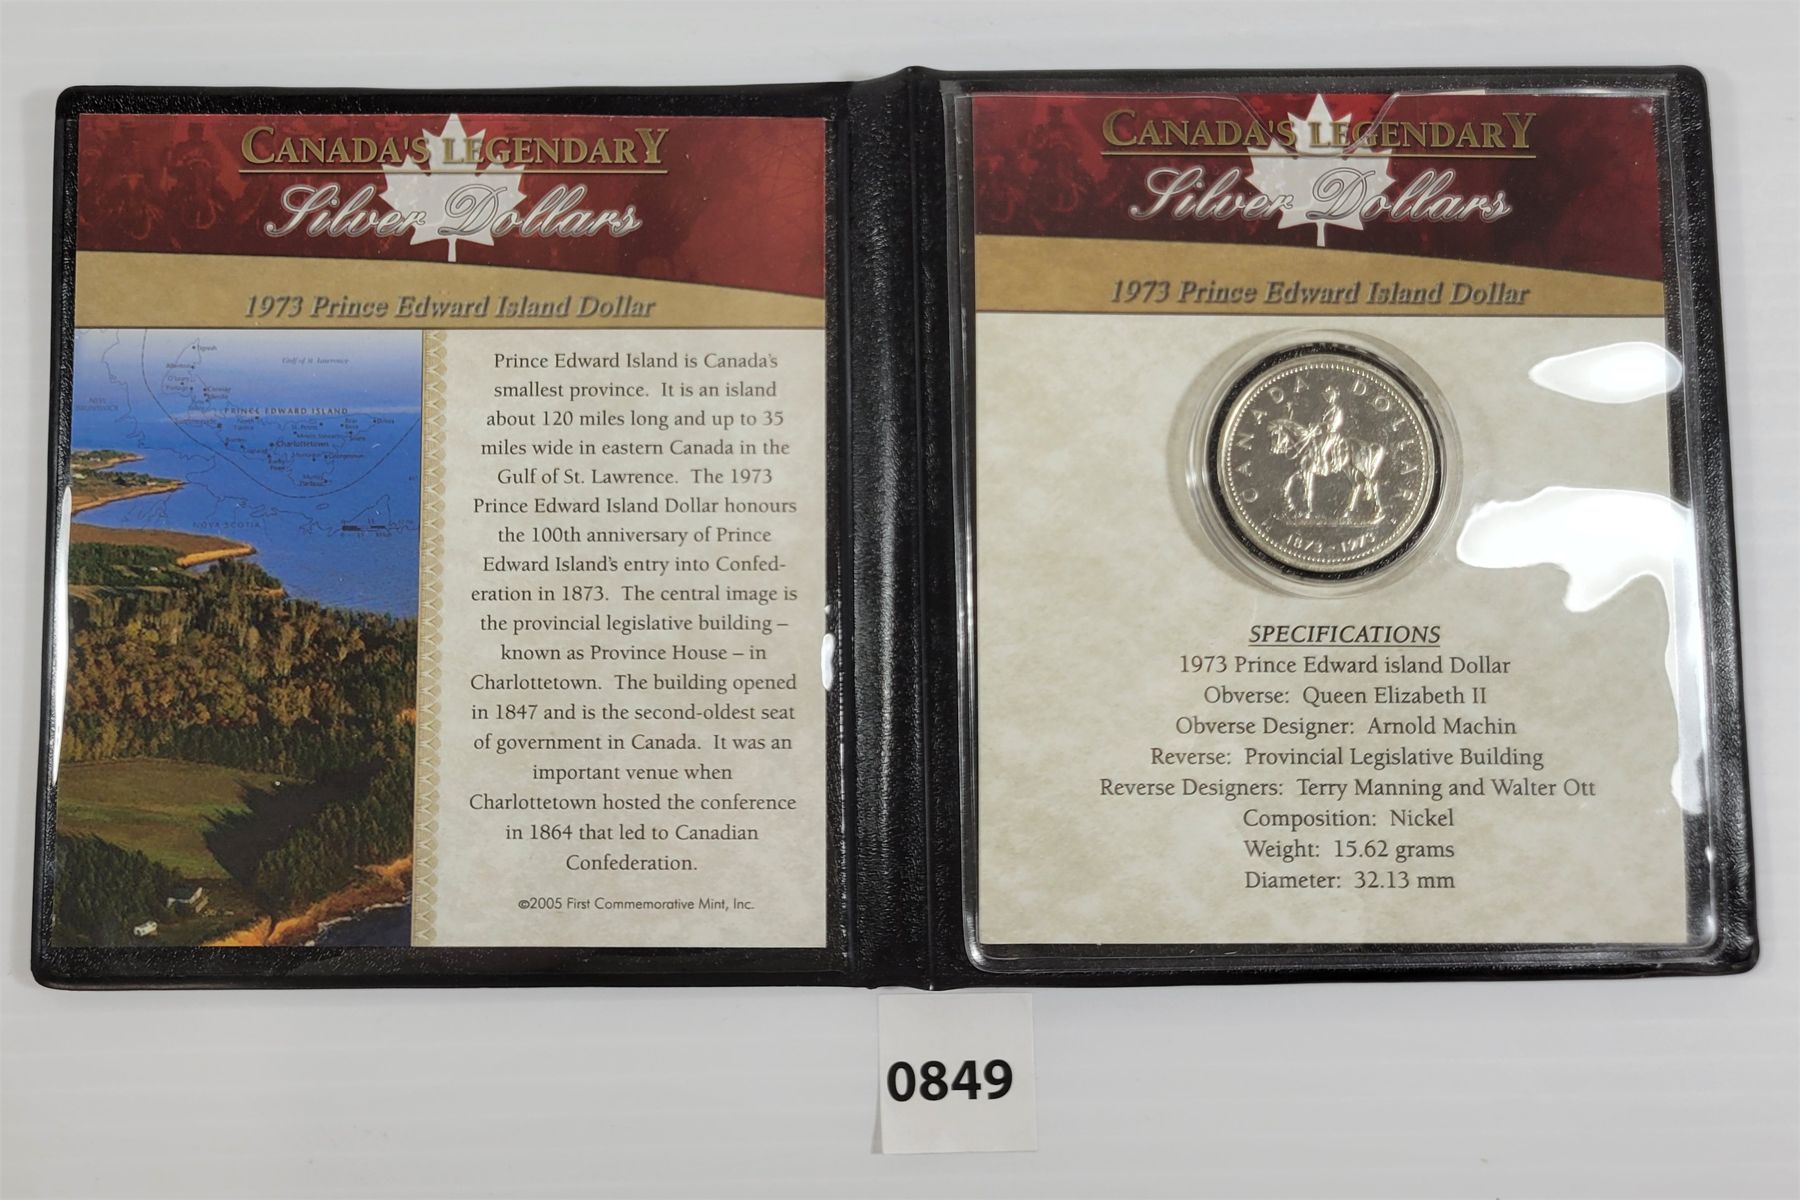 CANADA'S LEGENDARY
Silver Dollars
1973 Prince Edward Island Dollar
Gulf of St. Lawrence
NEW
BRUNSWICK
PRINCE EDWARD ISLAND
Charlottetown
NOVA SCOTIA
Prince Edward Island is Canada's
smallest province. It is an island
about 120 miles long and up to 35
miles wide in eastern Canada in the
Gulf of St. Lawrence. The 1973
Prince Edward Island Dollar honours
the 100th anniversary of Prince
Edward Island's entry into Confed-
eration in 1873. The central image is
the provincial legislative building –
known as Province House – in
Charlottetown. The building opened
in 1847 and is the second-oldest seat
of government in Canada. It was an
important venue when
Charlottetown hosted the conference
in 1864 that led to Canadian
Confederation.
©2005 First Commemorative Mint, Inc.
CANADA'S LEGENDARY
Silver Dollars
1973 Prince Edward Island Dollar
CANADA DOLLAR
1873-1973
SPECIFICATIONS
1973 Prince Edward island Dollar
Obverse: Queen Elizabeth II
Obverse Designer: Arnold Machin
Reverse: Provincial Legislative Building
Reverse Designers: Terry Manning and Walter Ott
Composition: Nickel
Weight: 15.62 grams
Diameter: 32.13 mm
0849